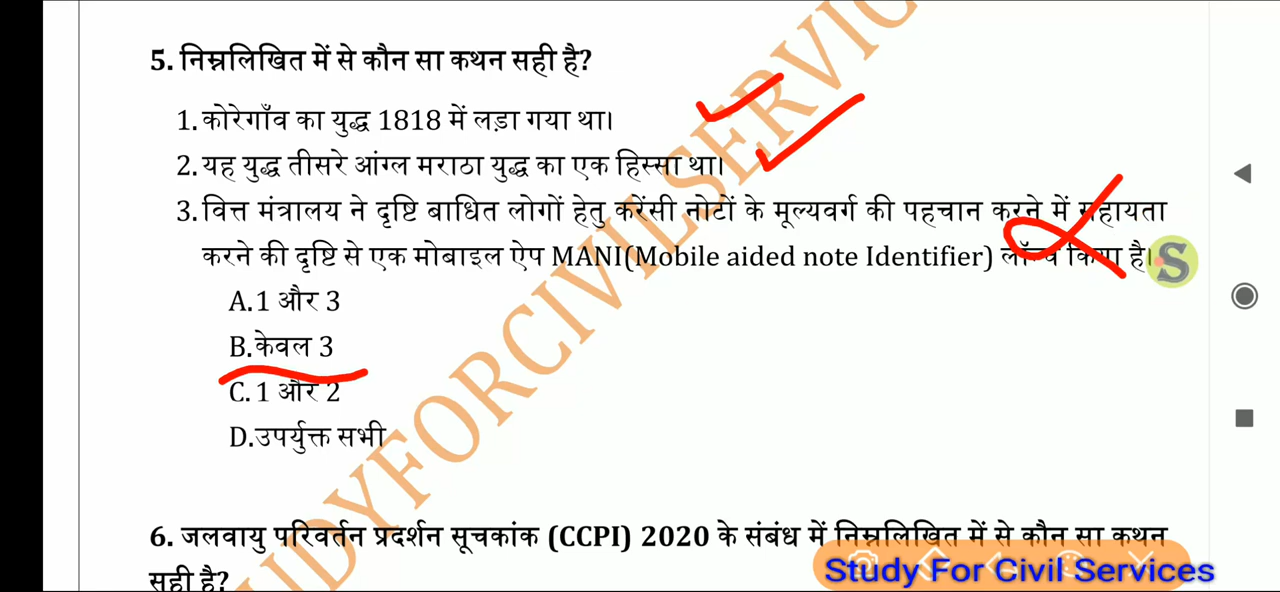 5. निम्नलिखित में से कौन सा कथन सही है?
1. कोरेगाँव का युद्ध 1818 में लड़ा गया था।
2. यह युद्ध तीसरे आंग्ल मराठा युद्ध का एक हिस्सा था।
3. वित्त मंत्रालय ने दृष्टि बाधित लोगों हेतु करेंसी नोटों के मूल्यवर्ग की पहचान करने में सहायता
करने की दृष्टि से एक मोबाइल ऐप MANI(Mobile aided note Identifier) लॉन्च किया है।
S
A.1 और 3
B.केवल 3
C.1 और 2
D.उपर्युक्त सभी
UDYFORCIVILSERVIC
6. जलवायु परिवर्तन प्रदर्शन सूचकांक (CCPI) 2020 के संबंध में निम्नलिखित में से कौन सा कथन
सही है?
Study For Civil Services